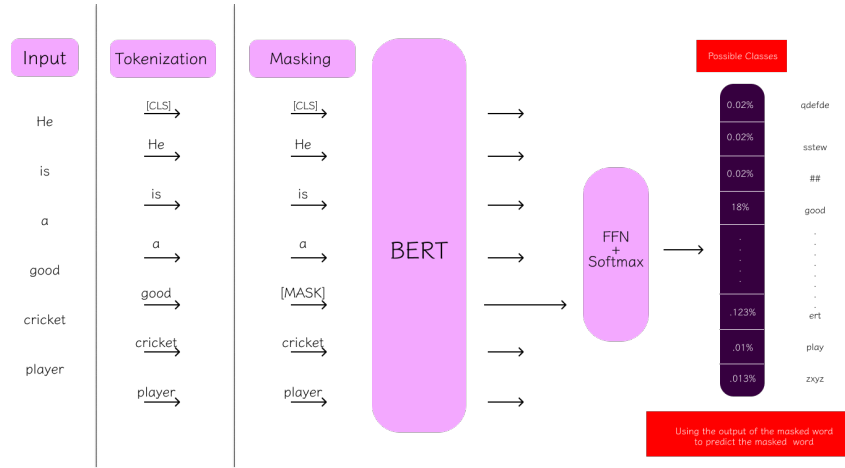 Input
He
is
a
good
cricket
player
Tokenization
[CLS]
He
is
a
good
cricket
player
Masking
[CLS]
He
is
a
[MASK]
cricket
player
BERT
FFN
+
Softmax
Possible Classes
0.02% qdefde
0.02% sstew
0.02% ##
18% good
.123% ert
.01% play
.013% zxyz
Using the output of the masked word
to predict the masked word